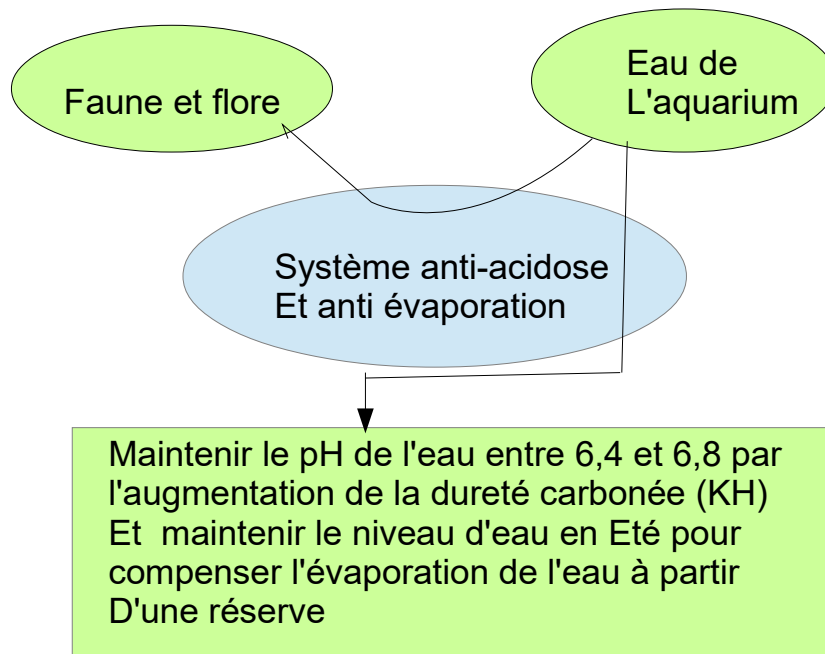 Faune et flore
Eau de
L'aquarium
Système anti-acidose
Et anti évaporation
Maintenir le pH de l'eau entre 6,4 et 6,8 par
l'augmentation de la dureté carbonée (KH)
Et  maintenir le niveau d'eau en Eté pour
compenser l'évaporation de l'eau à partir
D'une réserve